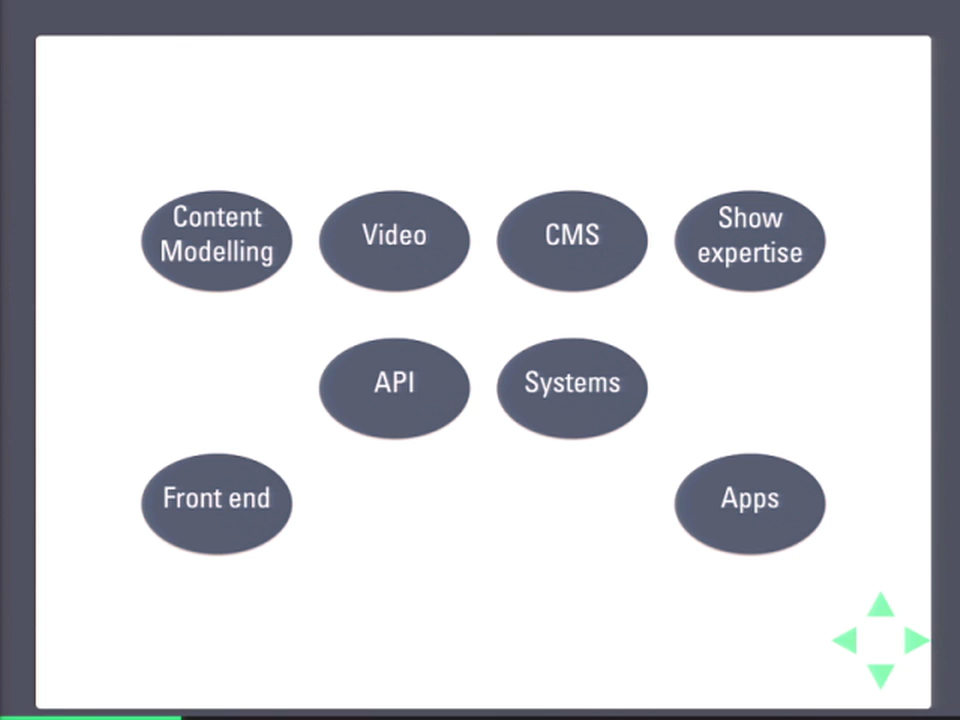 Content
Modelling
Video
CMS
Show
expertise
API
Systems
Front end
Apps